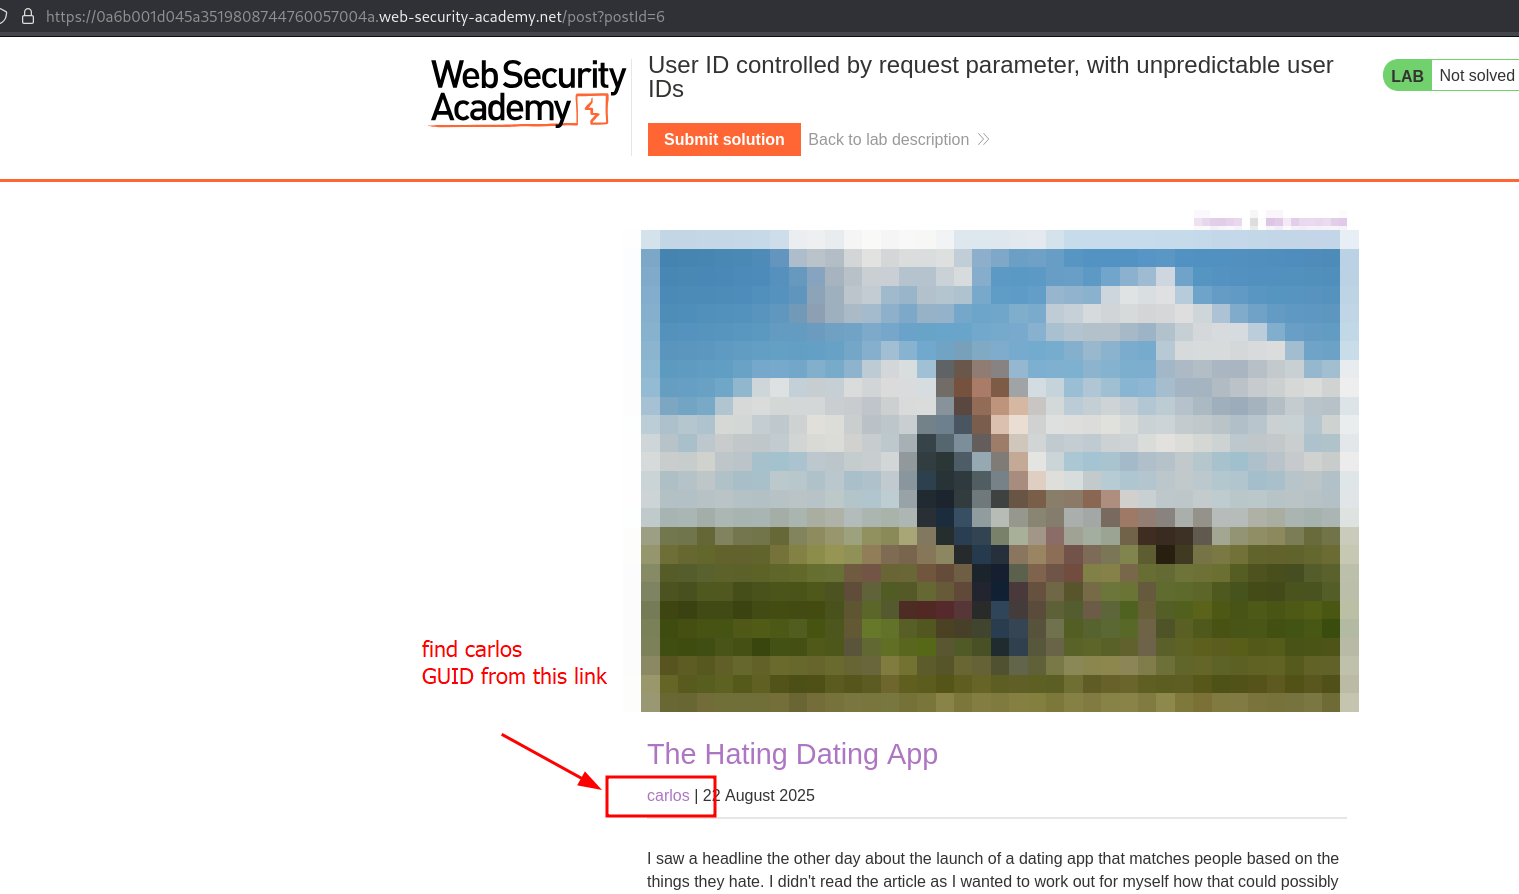 https://0a6b001d045a3519808744760057004a.web-security-academy.net/post?postId=6
Web Security
Academy
User ID controlled by request parameter, with unpredictable user
IDs
LAB Not solved
Submit solution Back to lab description
find carlos
GUID from this link
The Hating Dating App
carlos | 22 August 2025
I saw a headline the other day about the launch of a dating app that matches people based on the
things they hate. I didn't read the article as I wanted to work out for myself how that could possibly